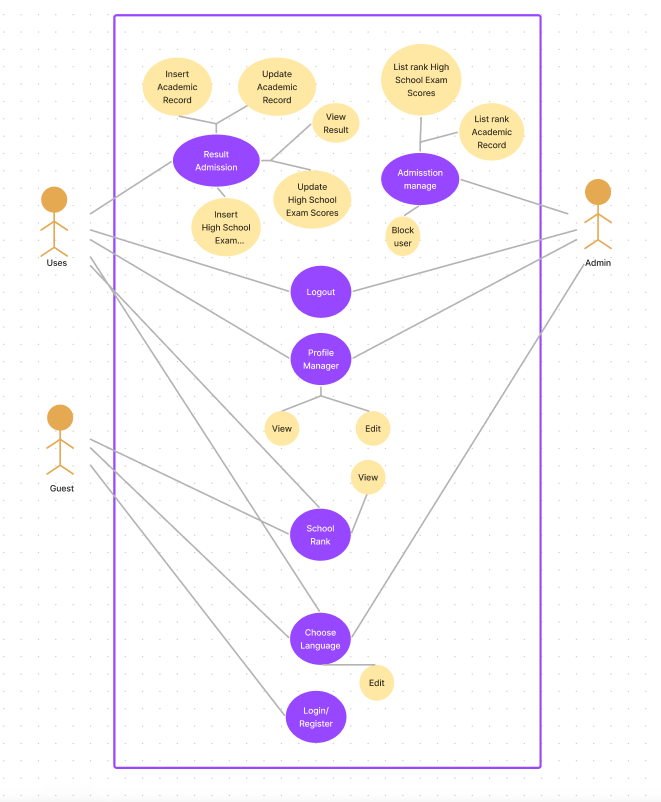 Insert
Academic
Record
Update
Academic
Record
List rank High
School Exam
Scores
View
Result
List rank
Academic
Record
Result
Admission
Admisstion
manage
Update
High School
Exam Scores
Insert
High School
Exam...
Block
user
Uses
Admin
Logout
Profile
Manager
View
Edit
View
Guest
School
Rank
Choose
Language
Edit
Login/
Register